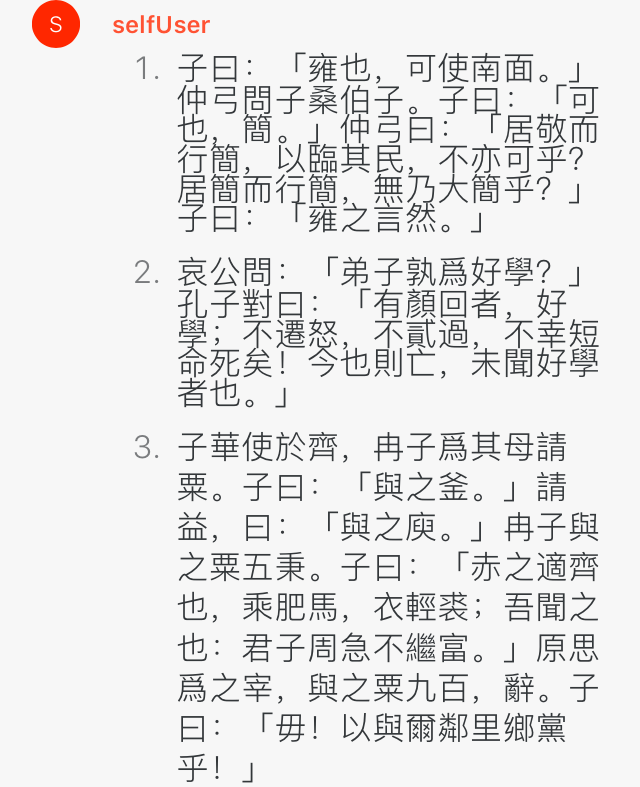 S selfUser
1. 子曰：「雍也，可使南面。」
仲弓問子桑伯子。子曰：「可
也，簡。」仲弓曰：「居敬而
行簡，以臨其民，不亦可乎？
居簡而行簡，無乃大簡乎？」
子曰：「雍之言然。」
2. 哀公問：「弟子孰爲好學？」
孔子對曰：「有顏回者，好
學；不遷怒，不貳過，不幸短
命死矣！今也則亡，未聞好學
者也。」
3. 子華使於齊，冉子爲其母請
粟。子曰：「與之釜。」請
益，曰：「與之庾。」冉子與
之粟五秉。子曰：「赤之適齊
也，乘肥馬，衣輕裘；吾聞之
也：君子周急不繼富。」原思
爲之宰，與之粟九百，辭。子
曰：「毋！以與爾鄰里鄉黨
乎！」